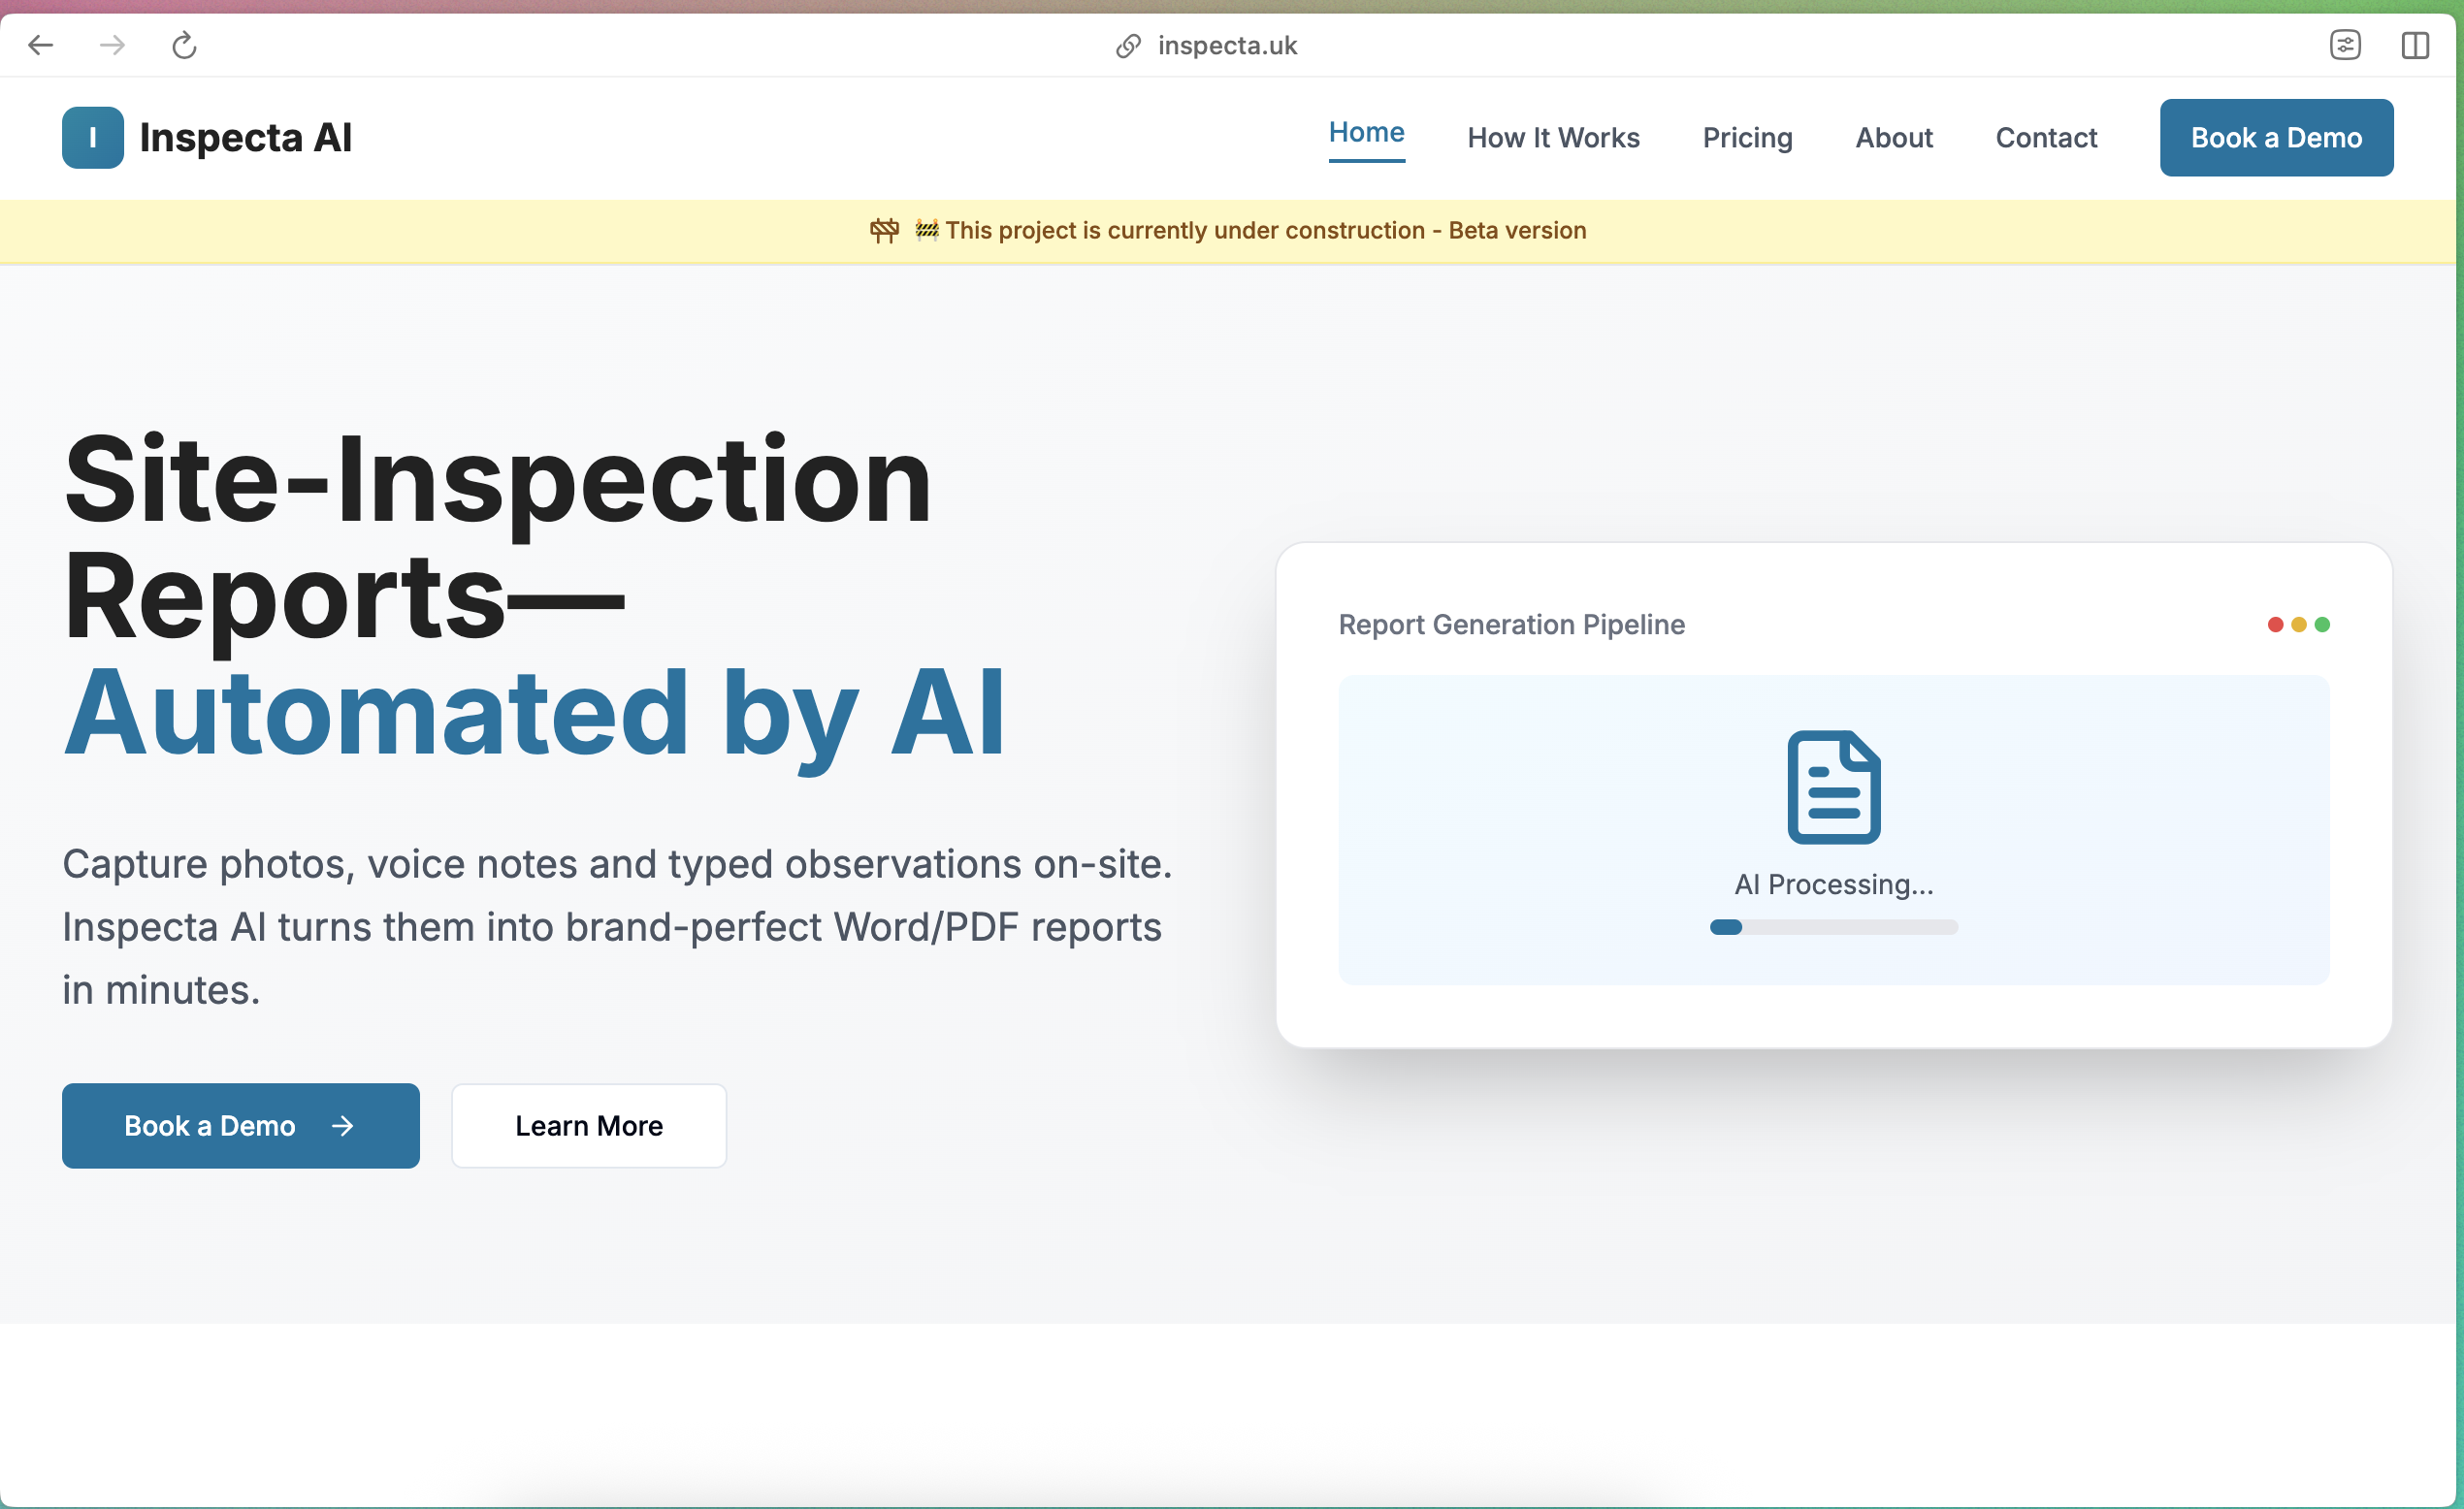 inspecta.uk
I
Inspecta AI
Home
How It Works
Pricing
About
Contact
Book a Demo
🚧 This project is currently under construction - Beta version
Site-Inspection
Reports—
Automated by AI
Capture photos, voice notes and typed observations on-site.
Inspecta AI turns them into brand-perfect Word/PDF reports
in minutes.
Book a Demo →
Learn More
Report Generation Pipeline
AI Processing...